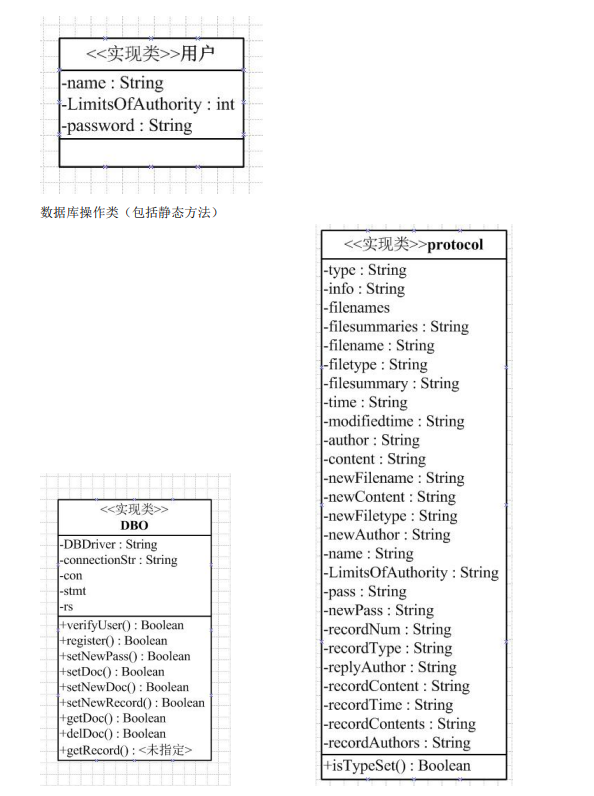 <<实现类>>用户
-name : String
-LimitsOfAuthority : int
-password : String
数据库操作类（包括静态方法）
<<实现类>>protocol
-type : String
-info : String
-filenames
-filesummaries : String
-filename : String
-filetype : String
-filesummary : String
-time : String
-modifiedtime : String
-author : String
-content : String
-newFilename : String
-newContent : String
-newFiletype : String
-newAuthor : String
-name : String
-LimitsOfAuthority : String
-pass : String
-newPass : String
-recordNum : String
-recordType : String
-replyAuthor : String
-recordContent : String
-recordTime : String
-recordContents : String
-recordAuthors : String
+isTypeSet() : Boolean
<<实现类>>
DBO
-DBDriver : String
-connectionStr : String
-con
-stmt
-rs
+verifyUser() : Boolean
+register() : Boolean
+setNewPass() : Boolean
+setDoc() : Boolean
+setNewDoc() : Boolean
+setNewRecord() : Boolean
+getDoc() : Boolean
+delDoc() : Boolean
+getRecord() : <未指定>